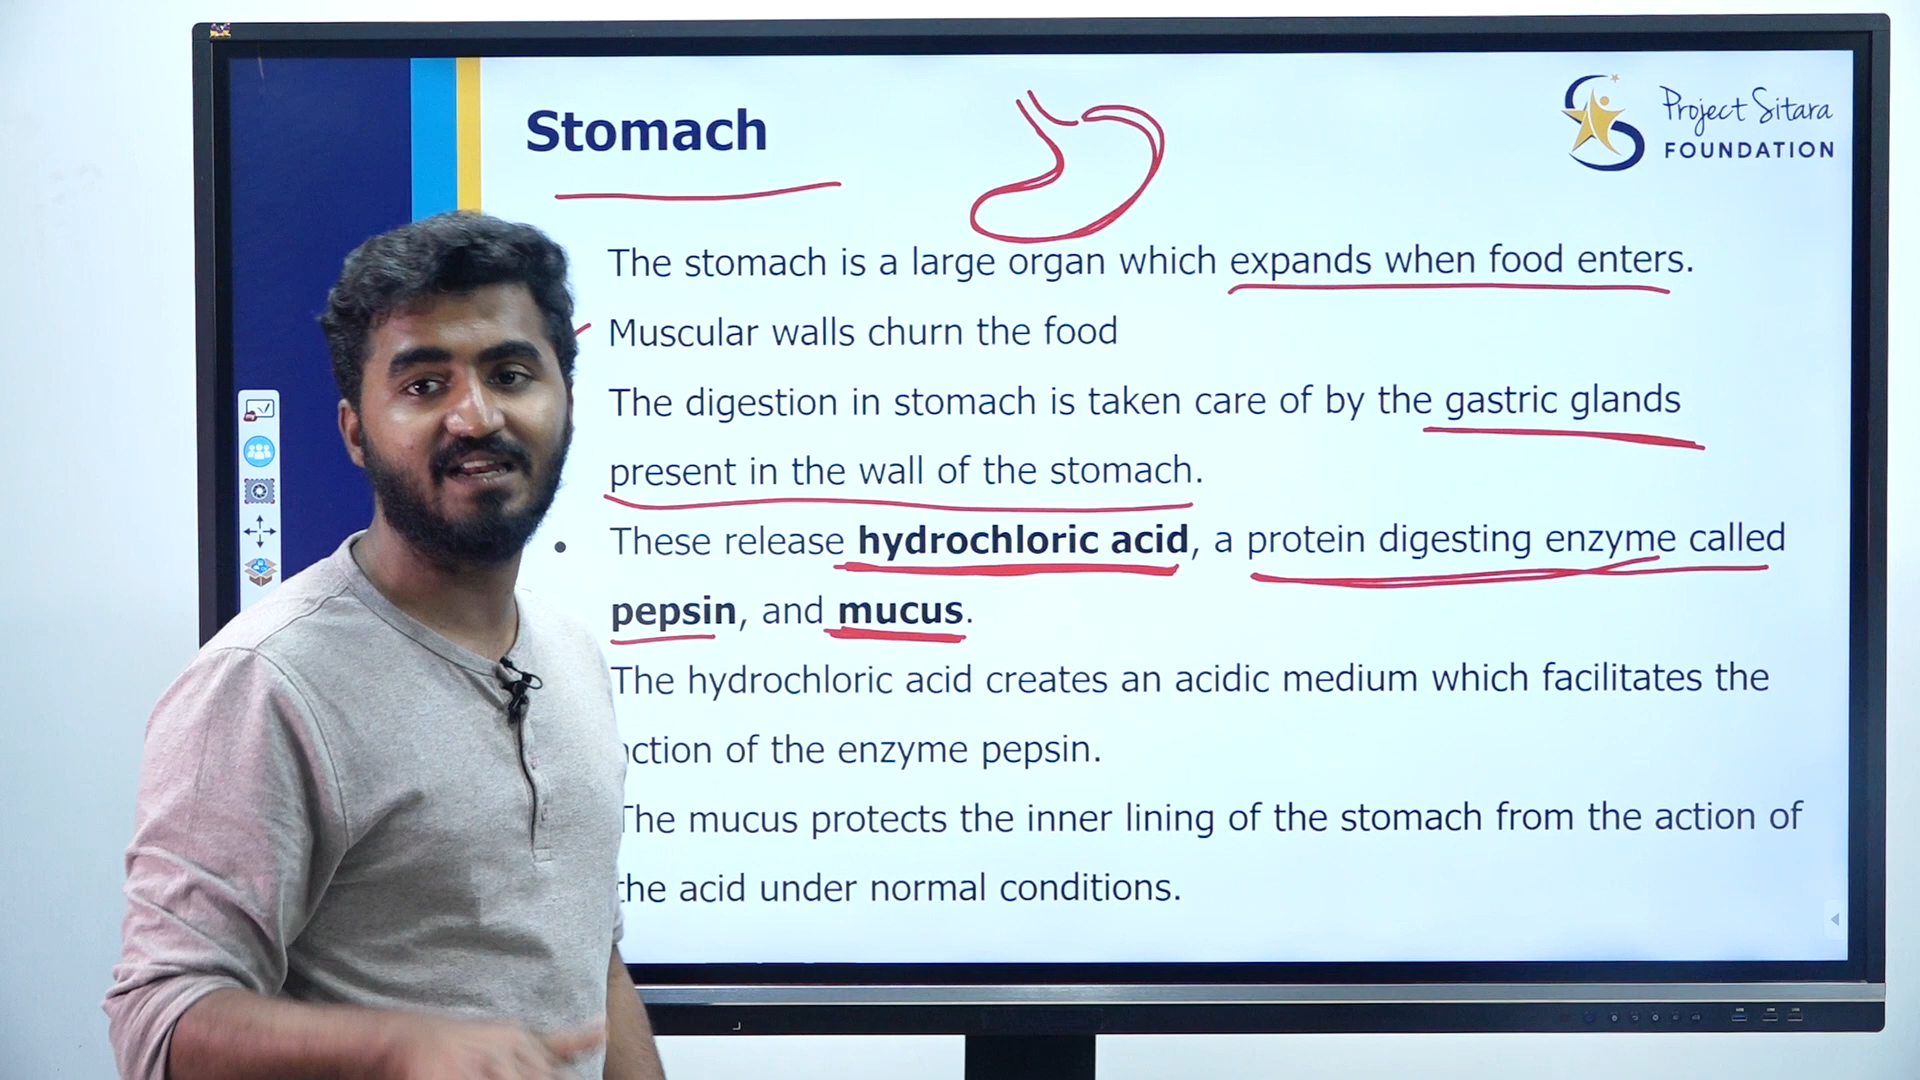 Stomach
Project Sitara
FOUNDATION
The stomach is a large organ which expands when food enters.
Muscular walls churn the food
The digestion in stomach is taken care of by the gastric glands
present in the wall of the stomach.
• These release hydrochloric acid, a protein digesting enzyme called
pepsin, and mucus.
The hydrochloric acid creates an acidic medium which facilitates the
ction of the enzyme pepsin.
The mucus protects the inner lining of the stomach from the action of
the acid under normal conditions.